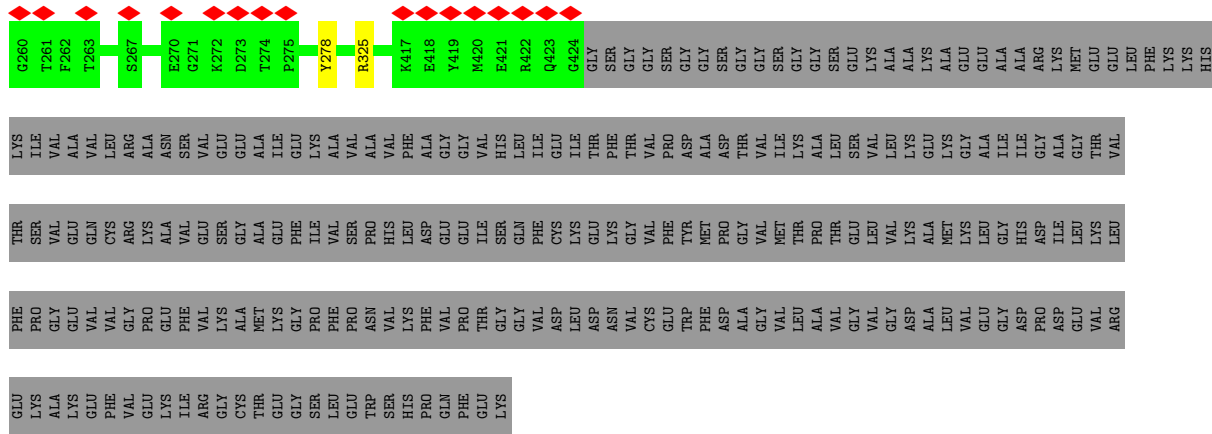 G260 T261 F262 T263 S267 E270 G271 K272 D273 T274 P275 Y278 R325 K417 E418 Y419 M420 E421 R422 Q423 G424 GLY SER GLY GLY SER GLY GLY SER GLY GLY SER GLY GLY SER GLU LYS ALA ALA LYS ALA GLU GLU ALA ALA ARG LYS MET GLU GLU LEU PHE LYS LYS HIS
LYS ILE VAL ALA VAL LEU ARG ALA ASN SER VAL GLU GLU ALA ILE GLU LYS ALA VAL ALA VAL PHE ALA GLY GLY VAL HIS LEU ILE GLU ILE THR PHE THR VAL PRO ASP ALA ASP THR VAL ILE LYS ALA LEU SER VAL LEU LYS GLU LYS GLY ALA ILE ILE GLY ALA GLY THR VAL
THR SER VAL GLU GLN CYS ARG LYS ALA VAL GLU SER GLY ALA GLU PHE ILE VAL SER PRO HIS LEU ASP GLU GLU ILE SER GLN PHE CYS LYS GLU LYS GLY VAL PHE TYR MET PRO GLY VAL MET THR PRO THR GLU LEU VAL LYS ALA MET LYS LEU GLY HIS ASP ILE LEU LYS LEU
PHE PRO GLY GLU VAL VAL GLY PRO GLU PHE VAL LYS ALA MET LYS GLY PRO PHE PRO ASN VAL LYS PHE VAL PRO THR GLY GLY VAL ASP LEU ASP ASN VAL CYS GLU TRP PHE ASP ALA GLY VAL LEU ALA VAL GLY VAL GLY ASP ALA LEU VAL GLU GLY ASP PRO ASP GLU VAL ARG
GLU LYS ALA LYS GLU PHE VAL GLU LYS ILE ARG GLY CYS THR GLU GLY SER LEU GLU TRP SER HIS PRO GLN PHE GLU LYS